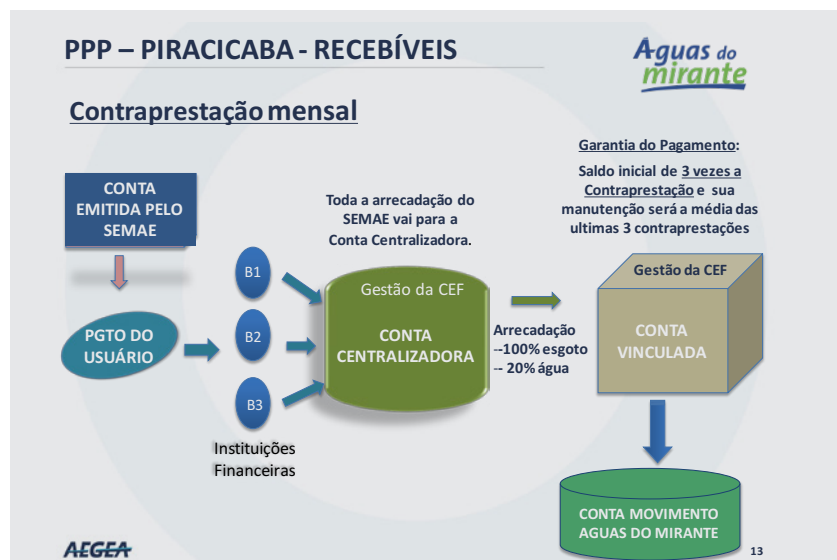 PPP – PIRACICABA - RECEBÍVEIS
Aguas do
mirante
Contraprestação mensal
Garantia do Pagamento:
Saldo inicial de 3 vezes a
Contraprestação e sua
manutenção será a média das
ultimas 3 contraprestações
CONTA
EMITIDA PELO
SEMAE
Toda a arrecadação do
SEMAE vai para a
Conta Centralizadora.
PGTO DO
USUÁRIO
B1
B2
B3
Instituições
Financeiras
Gestão da CEF
CONTA
CENTRALIZADORA
Arrecadação
--100% esgoto
-- 20% água
Gestão da CEF
CONTA
VINCULADA
CONTA MOVIMENTO
AGUAS DO MIRANTE
AEGEA
13